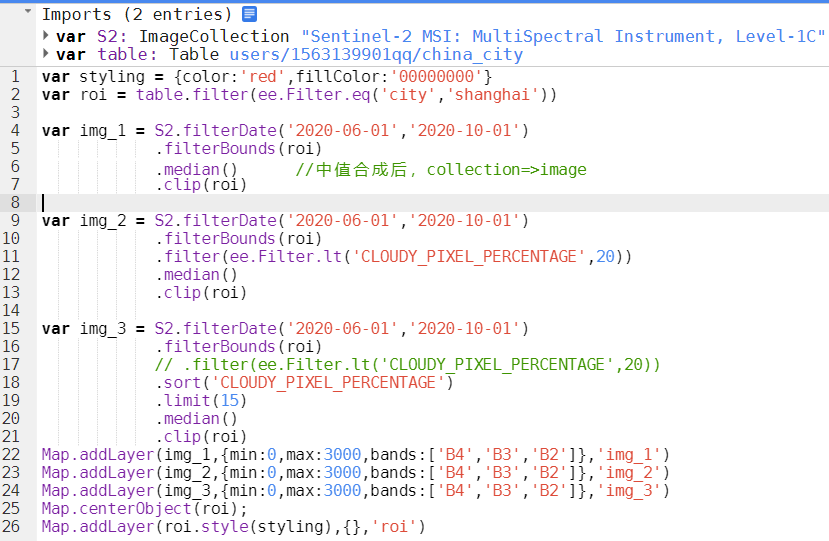 Imports (2 entries)
var S2: ImageCollection "Sentinel-2 MSI: MultiSpectral Instrument, Level-1C"
var table: Table users/1563139901qq/china_city
1 var styling = {color:'red',fillColor:'00000000'}
2 var roi = table.filter(ee.Filter.eq('city','shanghai'))
3
4 var img_1 = S2.filterDate('2020-06-01','2020-10-01')
5 .filterBounds(roi)
6 .median() //中值合成后，collection=>image
7 .clip(roi)
8
9 var img_2 = S2.filterDate('2020-06-01','2020-10-01')
10 .filterBounds(roi)
11 .filter(ee.Filter.lt('CLOUDY_PIXEL_PERCENTAGE',20))
12 .median()
13 .clip(roi)
14
15 var img_3 = S2.filterDate('2020-06-01','2020-10-01')
16 .filterBounds(roi)
17 // .filter(ee.Filter.lt('CLOUDY_PIXEL_PERCENTAGE',20))
18 .sort('CLOUDY_PIXEL_PERCENTAGE')
19 .limit(15)
20 .median()
21 .clip(roi)
22 Map.addLayer(img_1,{min:0,max:3000,bands:['B4','B3','B2']},'img_1')
23 Map.addLayer(img_2,{min:0,max:3000,bands:['B4','B3','B2']},'img_2')
24 Map.addLayer(img_3,{min:0,max:3000,bands:['B4','B3','B2']},'img_3')
25 Map.centerObject(roi);
26 Map.addLayer(roi.style(styling),{},'roi')